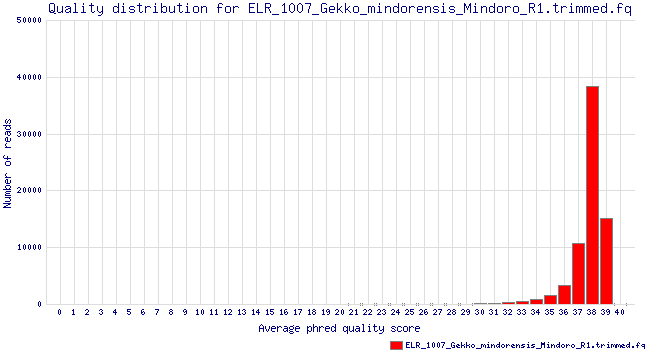 Quality distribution for ELR_1007_Gekko_mindorensis_Mindoro_R1.trimmed.fq
50000
40000
30000
20000
10000
0
Number of reads
0 1 2 3 4 5 6 7 8 9 10 11 12 13 14 15 16 17 18 19 20 21 22 23 24 25 26 27 28 29 30 31 32 33 34 35 36 37 38 39 40
Average phred quality score
ELR_1007_Gekko_mindorensis_Mindoro_R1.trimmed.fq